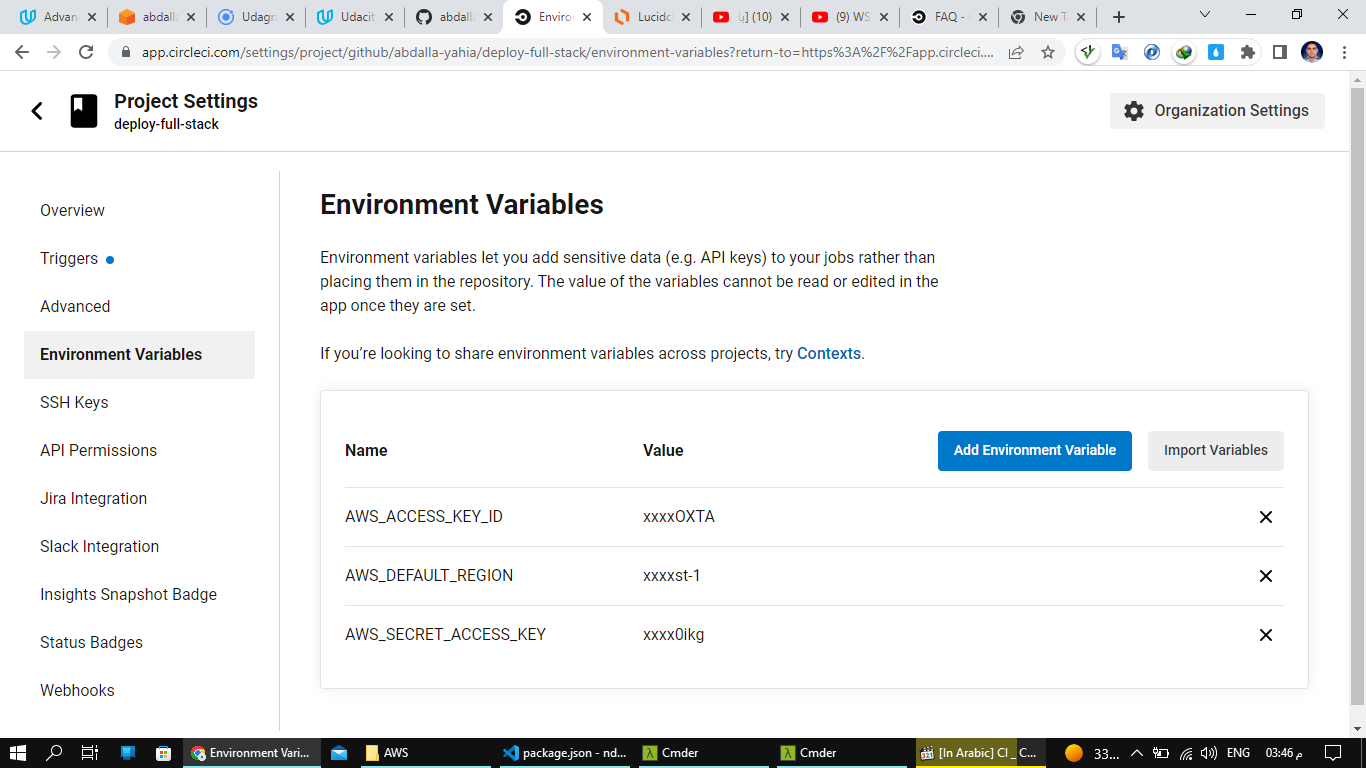 Advan
abdall
Udagra
Udacit
abdall
Enviro
Lucidc
(10)
(9) WS
FAQ -
New T
app.circleci.com/settings/project/github/abdalla-yahia/deploy-full-stack/environment-variables?return-to=https%3A%2F%2Fapp.circleci....
Project Settings
deploy-full-stack
Organization Settings
Overview
Triggers
Advanced
Environment Variables
SSH Keys
API Permissions
Jira Integration
Slack Integration
Insights Snapshot Badge
Status Badges
Webhooks
Environment Variables
Environment variables let you add sensitive data (e.g. API keys) to your jobs rather than
placing them in the repository. The value of the variables cannot be read or edited in the
app once they are set.
If you’re looking to share environment variables across projects, try Contexts.
Name Value Add Environment Variable Import Variables
AWS_ACCESS_KEY_ID xxxxOXTA
AWS_DEFAULT_REGION xxxxst-1
AWS_SECRET_ACCESS_KEY xxxx0ikg
Environment Vari...
AWS
package.json - nd...
Cmder
Cmder
[In Arabic] CI_ C...
33...
ENG
03:46 م